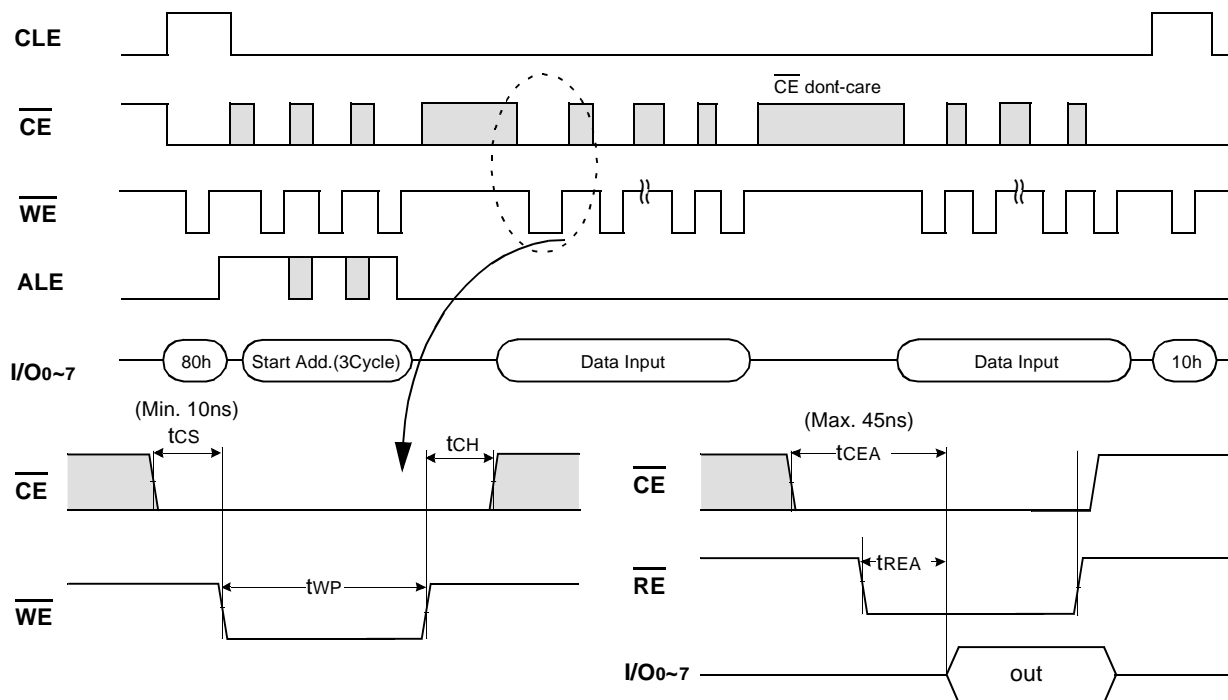 CLE
CE dont-care
CE
WE
ALE
I/O0~7 80h Start Add.(3Cycle) Data Input Data Input 10h
(Min. 10ns) (Max. 45ns)
tCS tCH tCEA
CE CE
tREA
RE
tWP
WE
I/O0~7 out